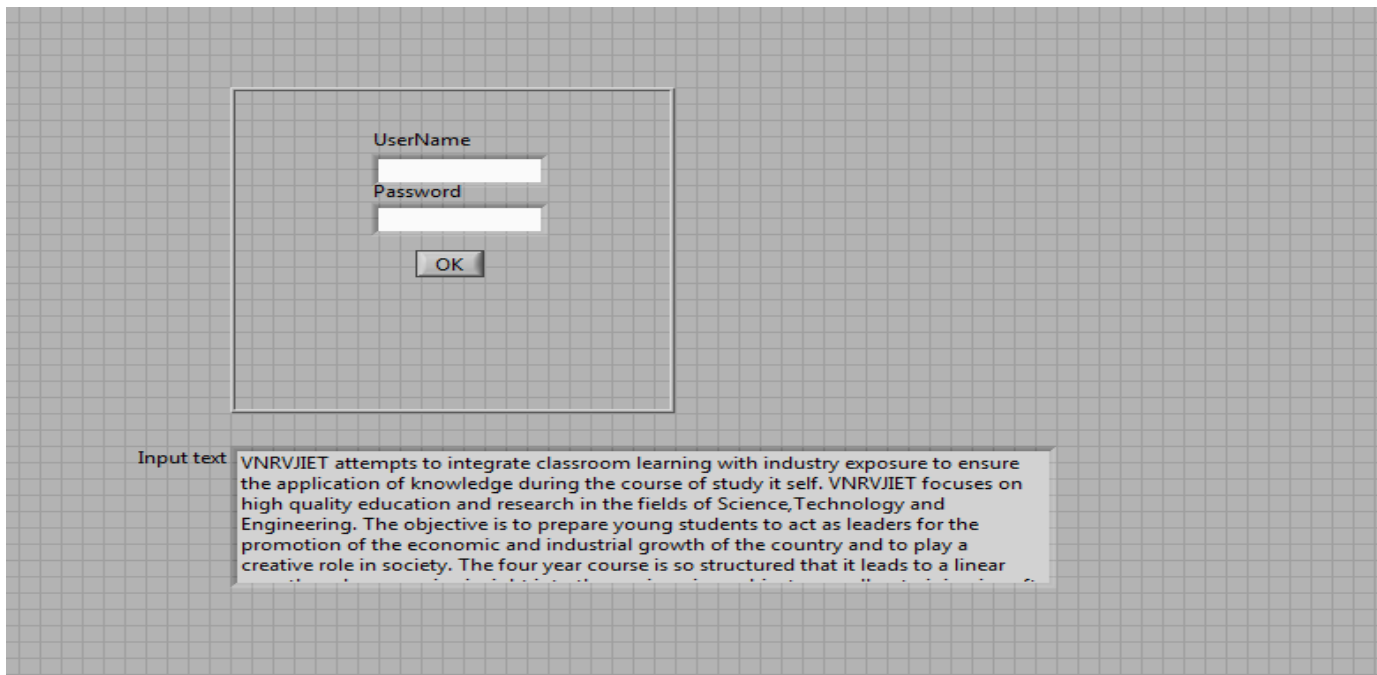 UserName
Password
OK
Input text
VNRVJIET attempts to integrate classroom learning with industry exposure to ensure
the application of knowledge during the course of study it self. VNRVJIET focuses on
high quality education and research in the fields of Science,Technology and
Engineering. The objective is to prepare young students to act as leaders for the
promotion of the economic and industrial growth of the country and to play a
creative role in society. The four year course is so structured that it leads to a linear